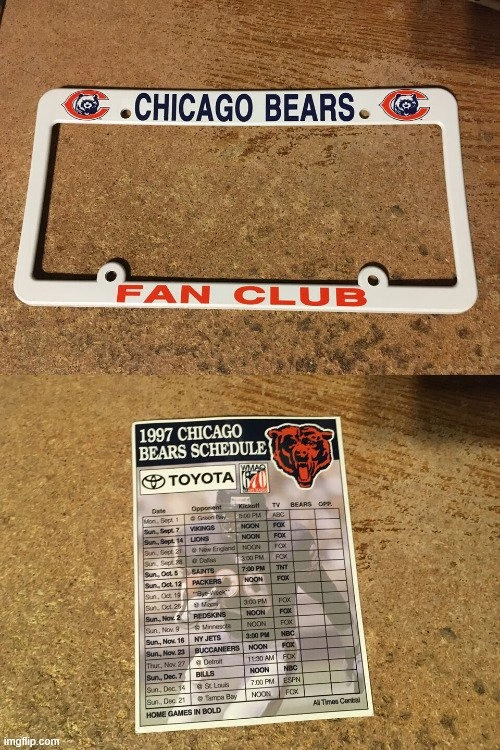 CHICAGO BEARS
FAN CLUB
1997 CHICAGO
BEARS SCHEDULE
TOYOTA
WMAQ
70
Date Opponent Kickoff TV BEARS OPP.
Mon., Sept. 1 @ Green Bay 8:00 PM ABC
Sun., Sept. 7 VIKINGS NOON FOX
Sun., Sept. 14 LIONS NOON FOX
Sun., Sept. 21 @ New England NOON FOX
Sun., Sept. 28 @ Dallas 3:00 PM FOX
Sun., Oct. 5 SAINTS 7:00 PM TNT
Sun., Oct. 12 PACKERS NOON FOX
Sun., Oct. 19 **Bye Week**
Sun., Oct. 26 @ Miami 3:00 PM FOX
Sun., Nov. 2 REDSKINS NOON FOX
Sun., Nov. 9 @ Minnesota NOON FOX
Sun., Nov. 16 NY JETS 3:00 PM NBC
Sun., Nov. 23 BUCCANEERS NOON FOX
Thur., Nov. 27 @ Detroit 11:30 AM FOX
Sun., Dec. 7 BILLS NOON NBC
Sun., Dec. 14 @ St. Louis 7:00 PM ESPN
Sun., Dec. 21 @ Tampa Bay NOON FOX
HOME GAMES IN BOLD All Times Central
imgflip.com